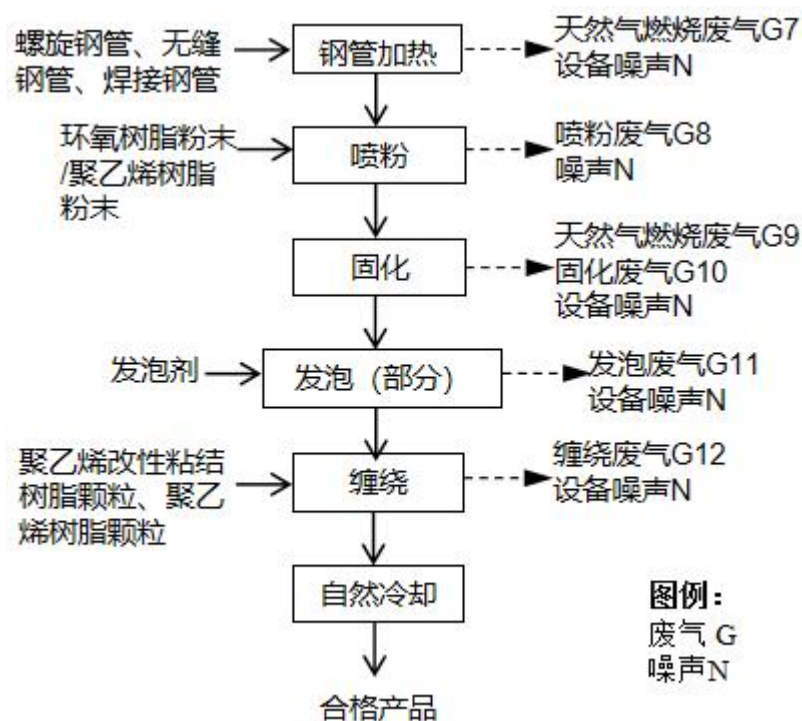 螺旋钢管、无缝
钢管、焊接钢管
钢管加热
天然气燃烧废气G7
设备噪声N
环氧树脂粉末
/聚乙烯树脂
粉末
喷粉
喷粉废气G8
噪声N
固化
天然气燃烧废气G9
固化废气G10
设备噪声N
发泡剂
发泡（部分）
发泡废气G11
设备噪声N
聚乙烯改性粘结
树脂颗粒、聚乙
烯树脂颗粒
缠绕
缠绕废气G12
设备噪声N
自然冷却
合格产品
图例：
废气 G
噪声N